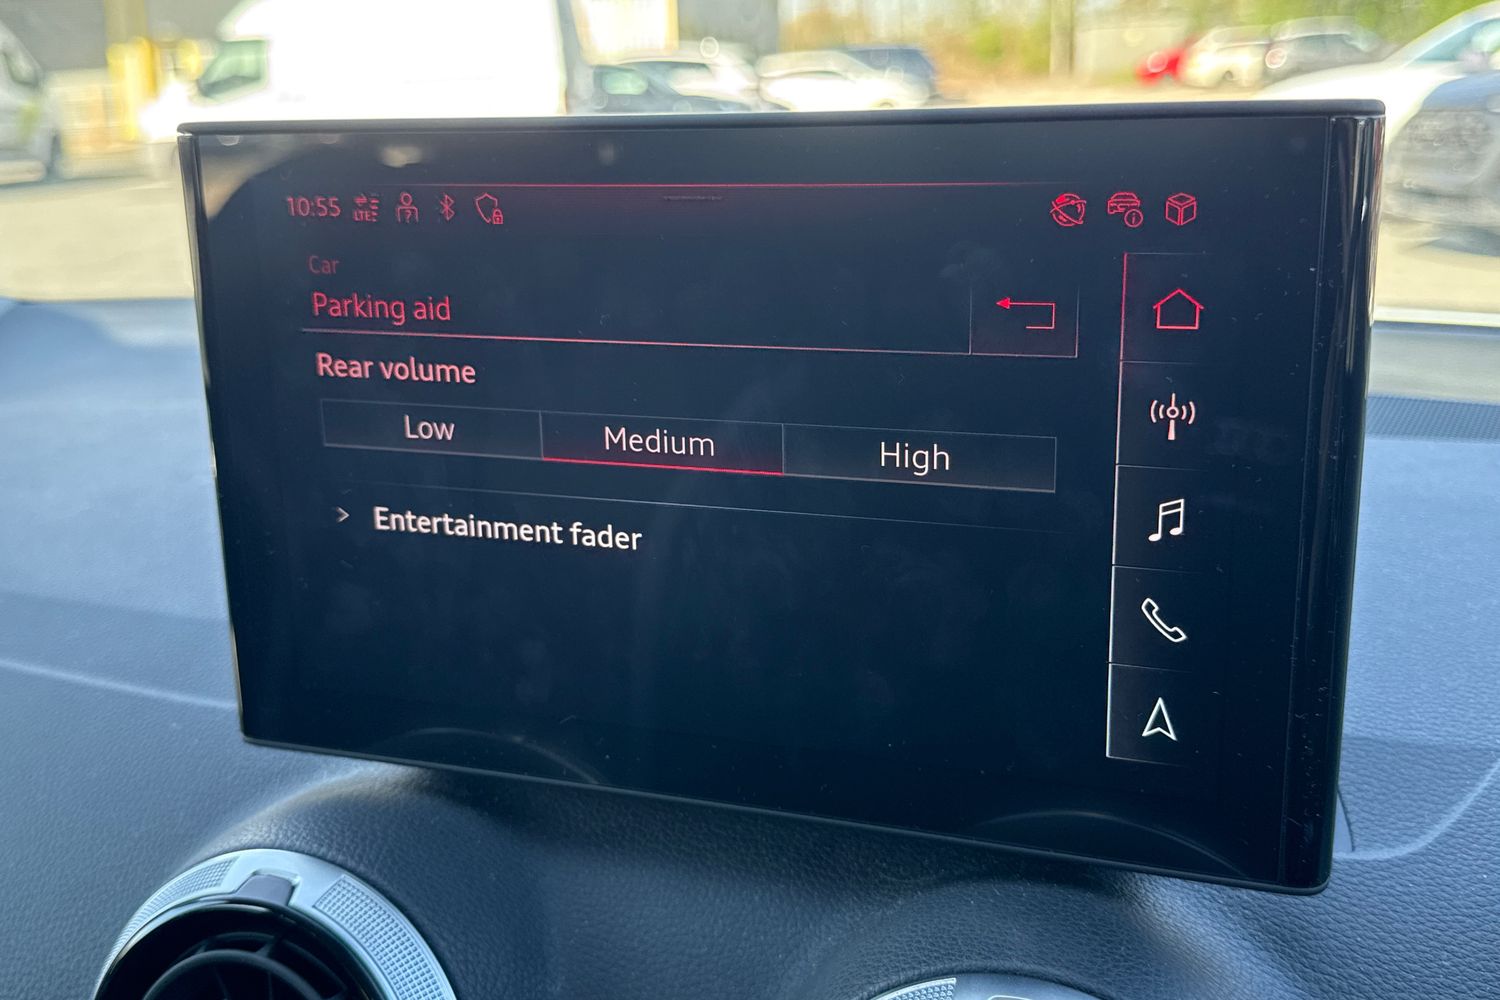 10:55 LTE
Car
Parking aid
Rear volume
Low Medium High
> Entertainment fader